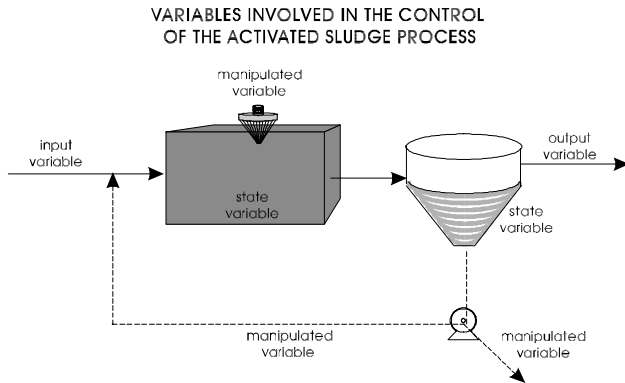 VARIABLES INVOLVED IN THE CONTROL
OF THE ACTIVATED SLUDGE PROCESS
manipulated
variable
input
variable
output
variable
state
variable
state
variable
manipulated
variable
manipulated
variable